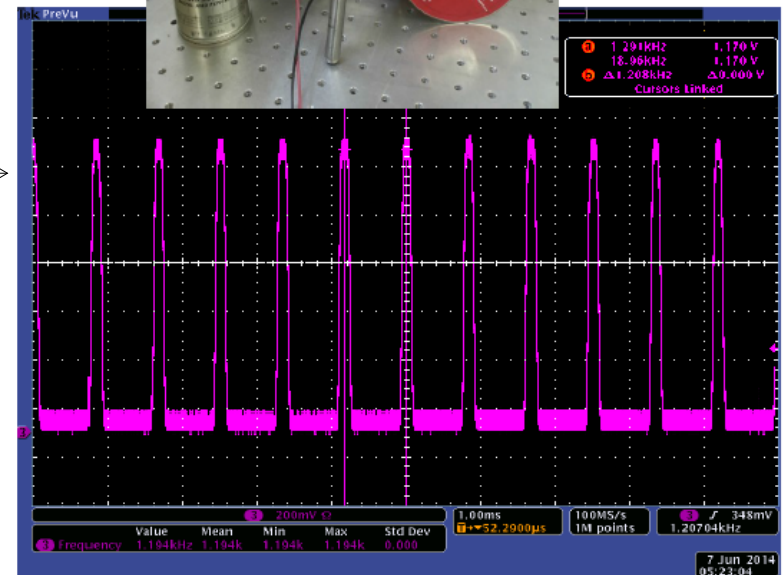 Tek PreVu
a 1.291kHz 1.170 V
18.96kHz 1.170 V
b Δ1.208kHz Δ0.000 V
Cursors Linked
3
3 200mV Ω
1.00ms
T→▼52.2900µs
100MS/s
1M points
3 ∫ 348mV
1.20704kHz
Value Mean Min Max Std Dev
3 Frequency 1.194kHz 1.194k 1.194k 1.194k 0.000
7 Jun 2014
05:23:04